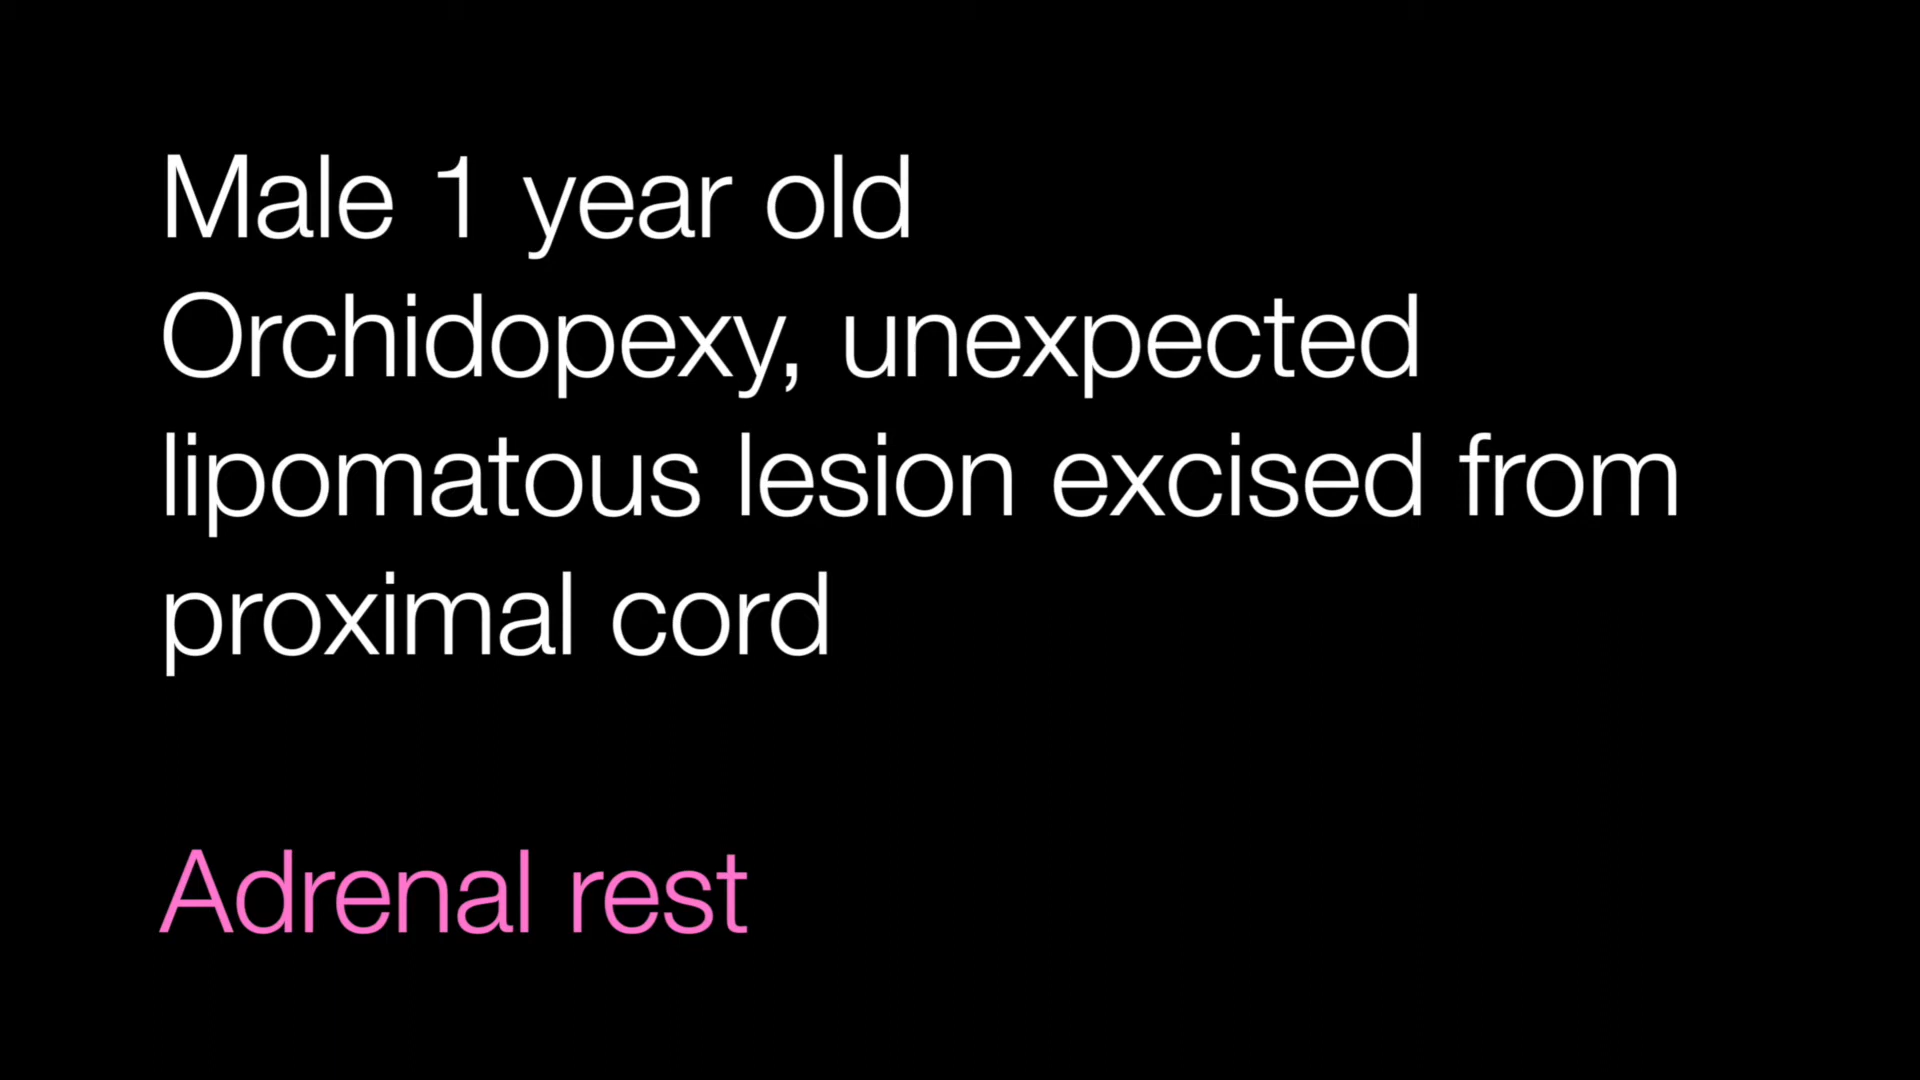 Male 1 year old
Orchidopexy, unexpected
lipomatous lesion excised from
proximal cord
Adrenal rest